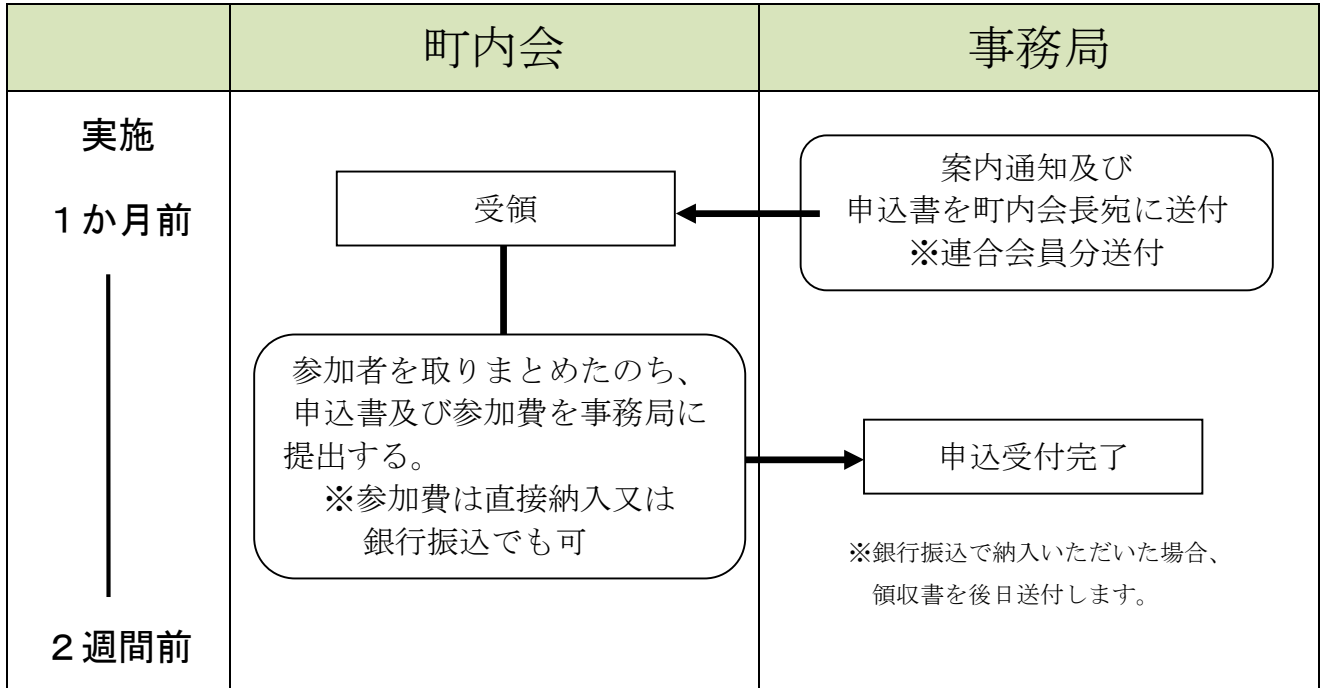 町内会
事務局
実施
１か月前
２週間前
案内通知及び
申込書を町内会長宛に送付
※連合会員分送付
受領
参加者を取りまとめたのち、
申込書及び参加費を事務局に
提出する。
※参加費は直接納入又は
銀行振込でも可
申込受付完了
※銀行振込で納入いただいた場合、
領収書を後日送付します。